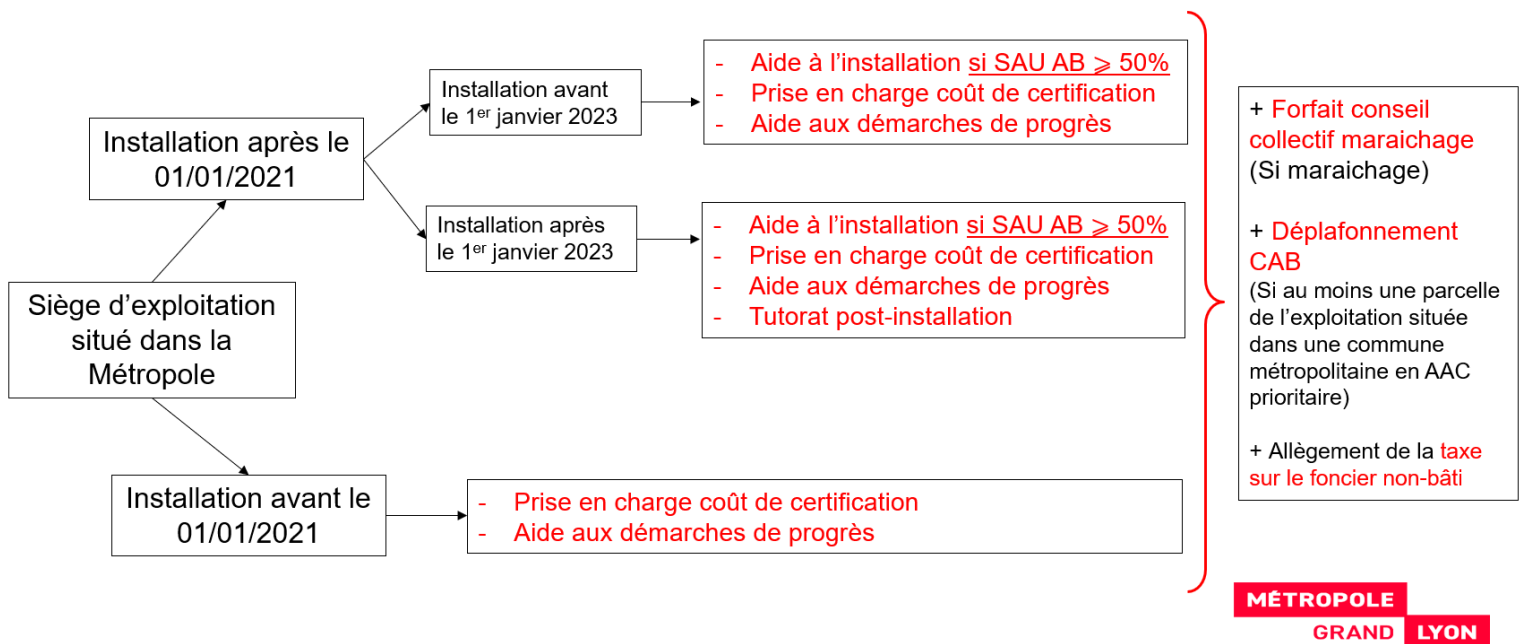 Siège d’exploitation
situé dans la
Métropole
Installation après le
01/01/2021
Installation avant
le 1er janvier 2023
- Aide à l’installation si SAU AB ⩾ 50%
- Prise en charge coût de certification
- Aide aux démarches de progrès
Installation après
le 1er janvier 2023
- Aide à l’installation si SAU AB ⩾ 50%
- Prise en charge coût de certification
- Aide aux démarches de progrès
- Tutorat post-installation
Installation avant le
01/01/2021
- Prise en charge coût de certification
- Aide aux démarches de progrès
+ Forfait conseil
collectif maraichage
(Si maraichage)
+ Déplafonnement
CAB
(Si au moins une parcelle
de l’exploitation située
dans une commune
métropolitaine en AAC
prioritaire)
+ Allègement de la taxe
sur le foncier non-bâti
MÉTROPOLE
GRAND LYON